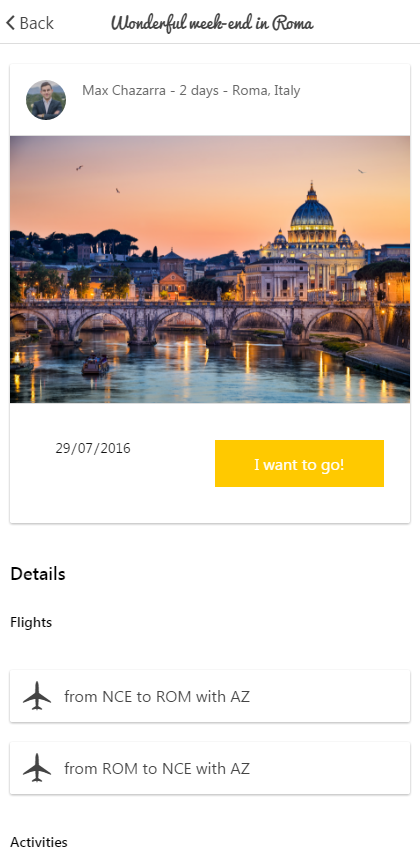 Back
Wonderful week-end in Roma
Max Chazarra - 2 days - Roma, Italy
29/07/2016
I want to go!
Details
Flights
from NCE to ROM with AZ
from ROM to NCE with AZ
Activities